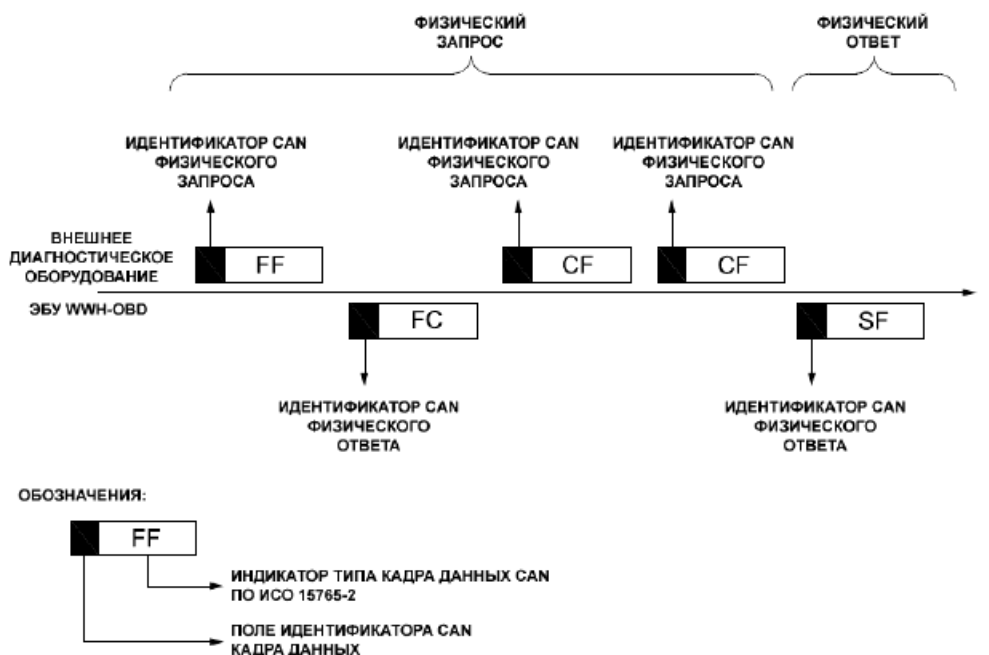 ФИЗИЧЕСКИЙ
ЗАПРОС
ФИЗИЧЕСКИЙ
ОТВЕТ
ИДЕНТИФИКАТОР CAN
ФИЗИЧЕСКОГО
ЗАПРОСА
ИДЕНТИФИКАТОР CAN
ФИЗИЧЕСКОГО
ЗАПРОСА
ИДЕНТИФИКАТОР CAN
ФИЗИЧЕСКОГО
ЗАПРОСА
ВНЕШНЕЕ
ДИАГНОСТИЧЕСКОЕ
ОБОРУДОВАНИЕ
FF
CF
CF
ЭБУ WWH-OBD
FC
SF
ИДЕНТИФИКАТОР CAN
ФИЗИЧЕСКОГО
ОТВЕТА
ИДЕНТИФИКАТОР CAN
ФИЗИЧЕСКОГО
ОТВЕТА
ОБОЗНАЧЕНИЯ:
FF
ИНДИКАТОР ТИПА КАДРА ДАННЫХ CAN
ПО ИСО 15765-2
ПОЛЕ ИДЕНТИФИКАТОРА CAN
КАДРА ДАННЫХ